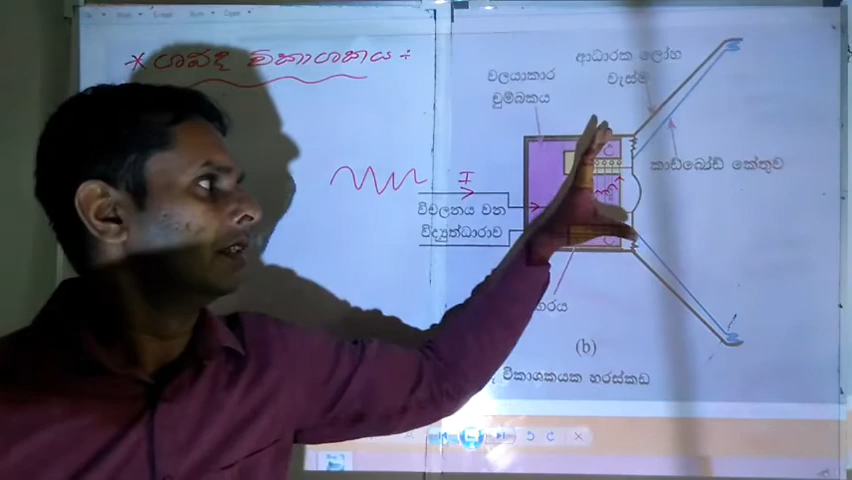 * ශබ්ද විකාශකය ÷
ආධාරක ලෝහ
වැස්ම
වලයාකාර
චුම්බකය
කාඩ්බෝඩ් කේතුව
I
විචලනය වන
විද්‍යුත්ධාරාව
(b)
විකාශකයක හරස්කඩ